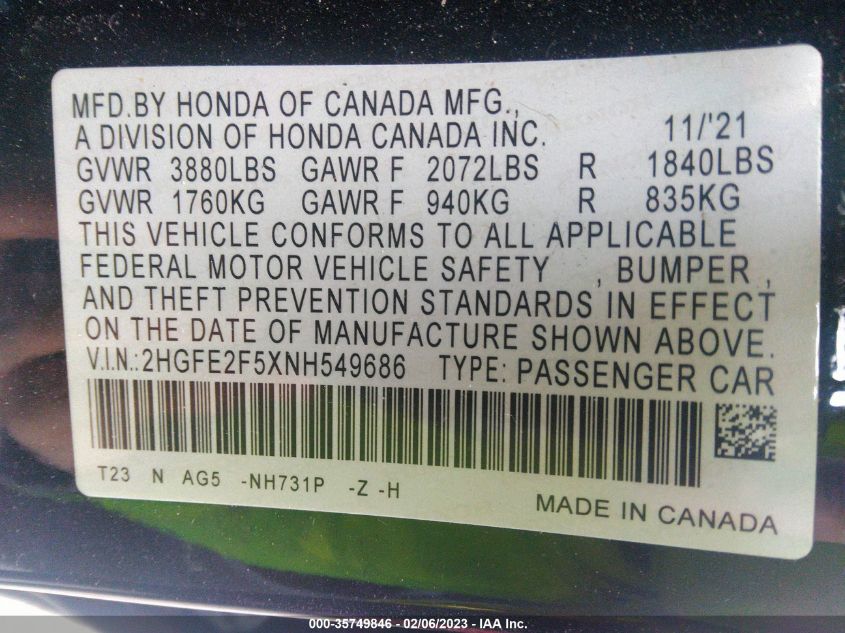 MFD.BY HONDA OF CANADA MFG.,
A DIVISION OF HONDA CANADA INC. 11/'21
GVWR 3880LBS GAWR F 2072LBS R 1840LBS
GVWR 1760KG GAWR F 940KG R 835KG
THIS VEHICLE CONFORMS TO ALL APPLICABLE
FEDERAL MOTOR VEHICLE SAFETY , BUMPER ,
AND THEFT PREVENTION STANDARDS IN EFFECT
ON THE DATE OF MANUFACTURE SHOWN ABOVE.
V.I.N.:2HGFE2F5XNH549686 TYPE: PASSENGER CAR
T23 N AG5 -NH731P -Z -H
MADE IN CANADA
000-35749846 — 02/06/2023 — IAA Inc.